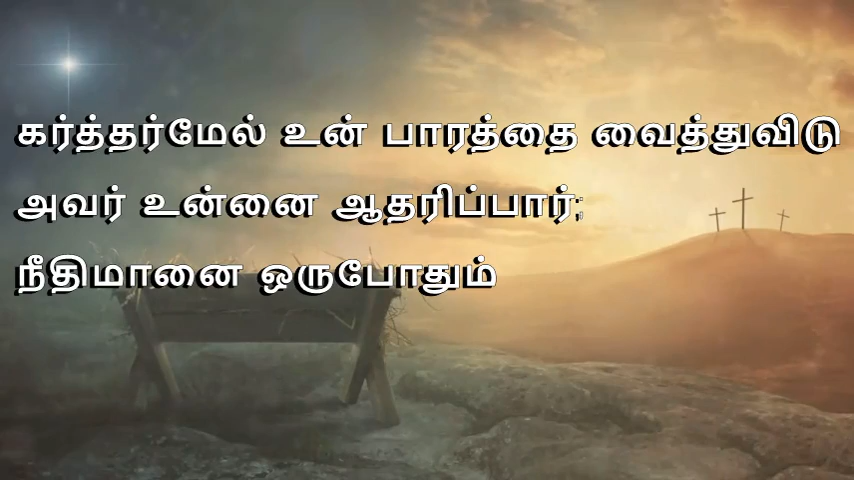 கர்த்தர்மேல் உன் பாரத்தை வைத்துவிடு
அவர் உன்னை ஆதரிப்பார்;
நீதிமானை ஒருபோதும்